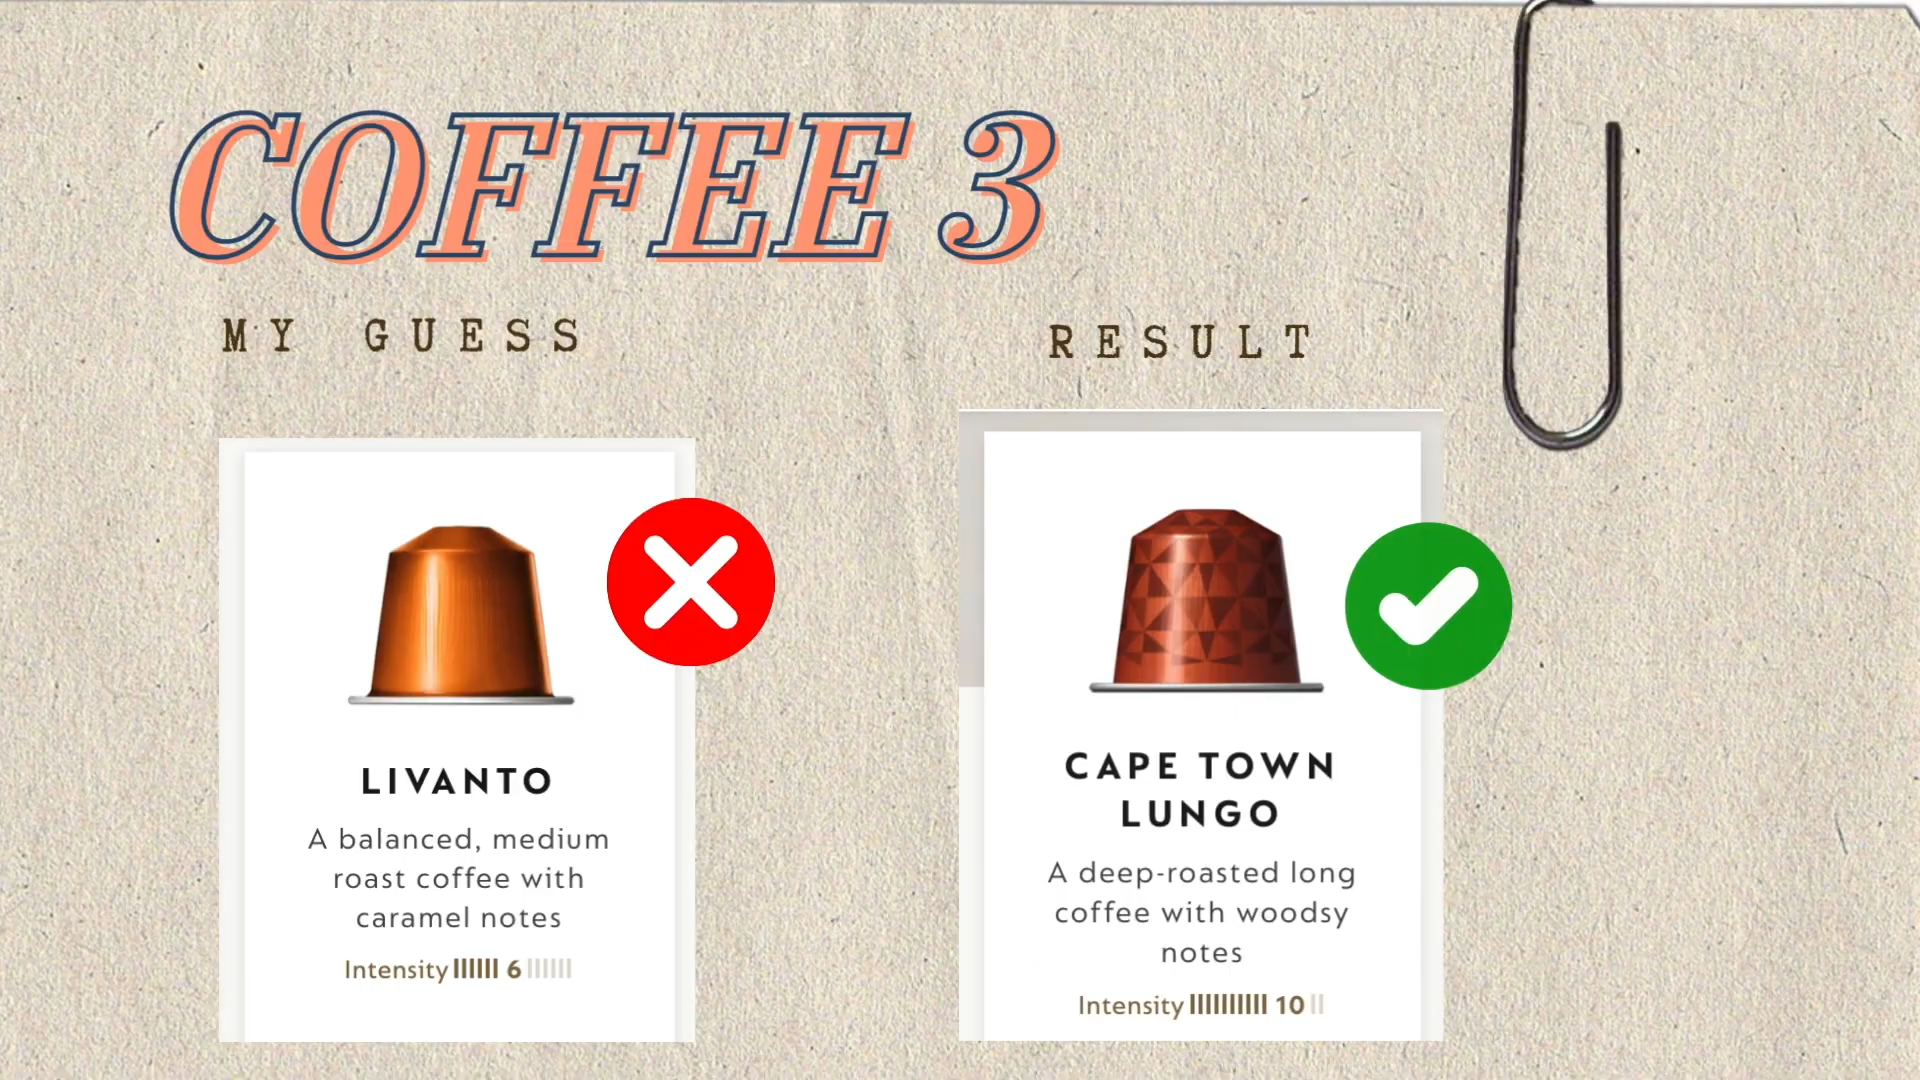 COFFEE 3
MY GUESS
RESULT
LIVANTO
A balanced, medium
roast coffee with
caramel notes
Intensity 6
CAPE TOWN
LUNGO
A deep-roasted long
coffee with woodsy
notes
Intensity 10